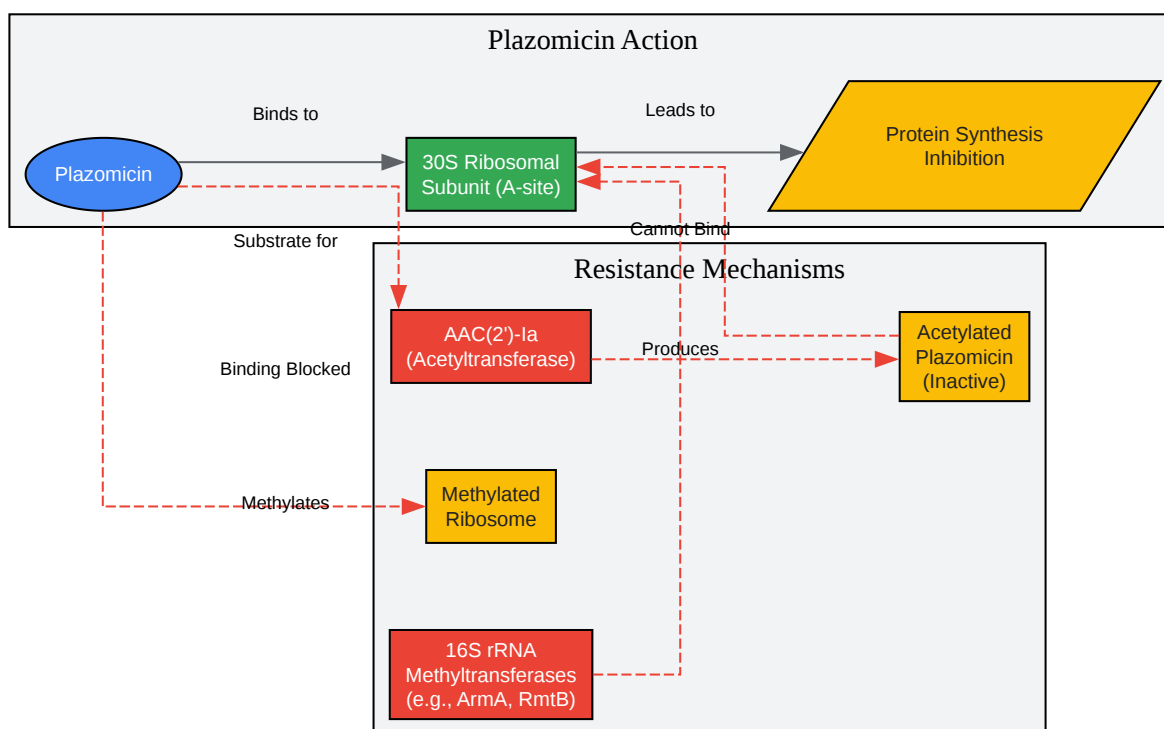 Plazomicin Action
Binds to
Leads to
Plazomicin
30S Ribosomal
Subunit (A-site)
Protein Synthesis
Inhibition
Substrate for
Cannot Bind
Resistance Mechanisms
AAC(2')-Ia
(Acetyltransferase)
Produces
Acetylated
Plazomicin
(Inactive)
Binding Blocked
Methylates
Methylated
Ribosome
16S rRNA
Methyltransferases
(e.g., ArmA, RmtB)